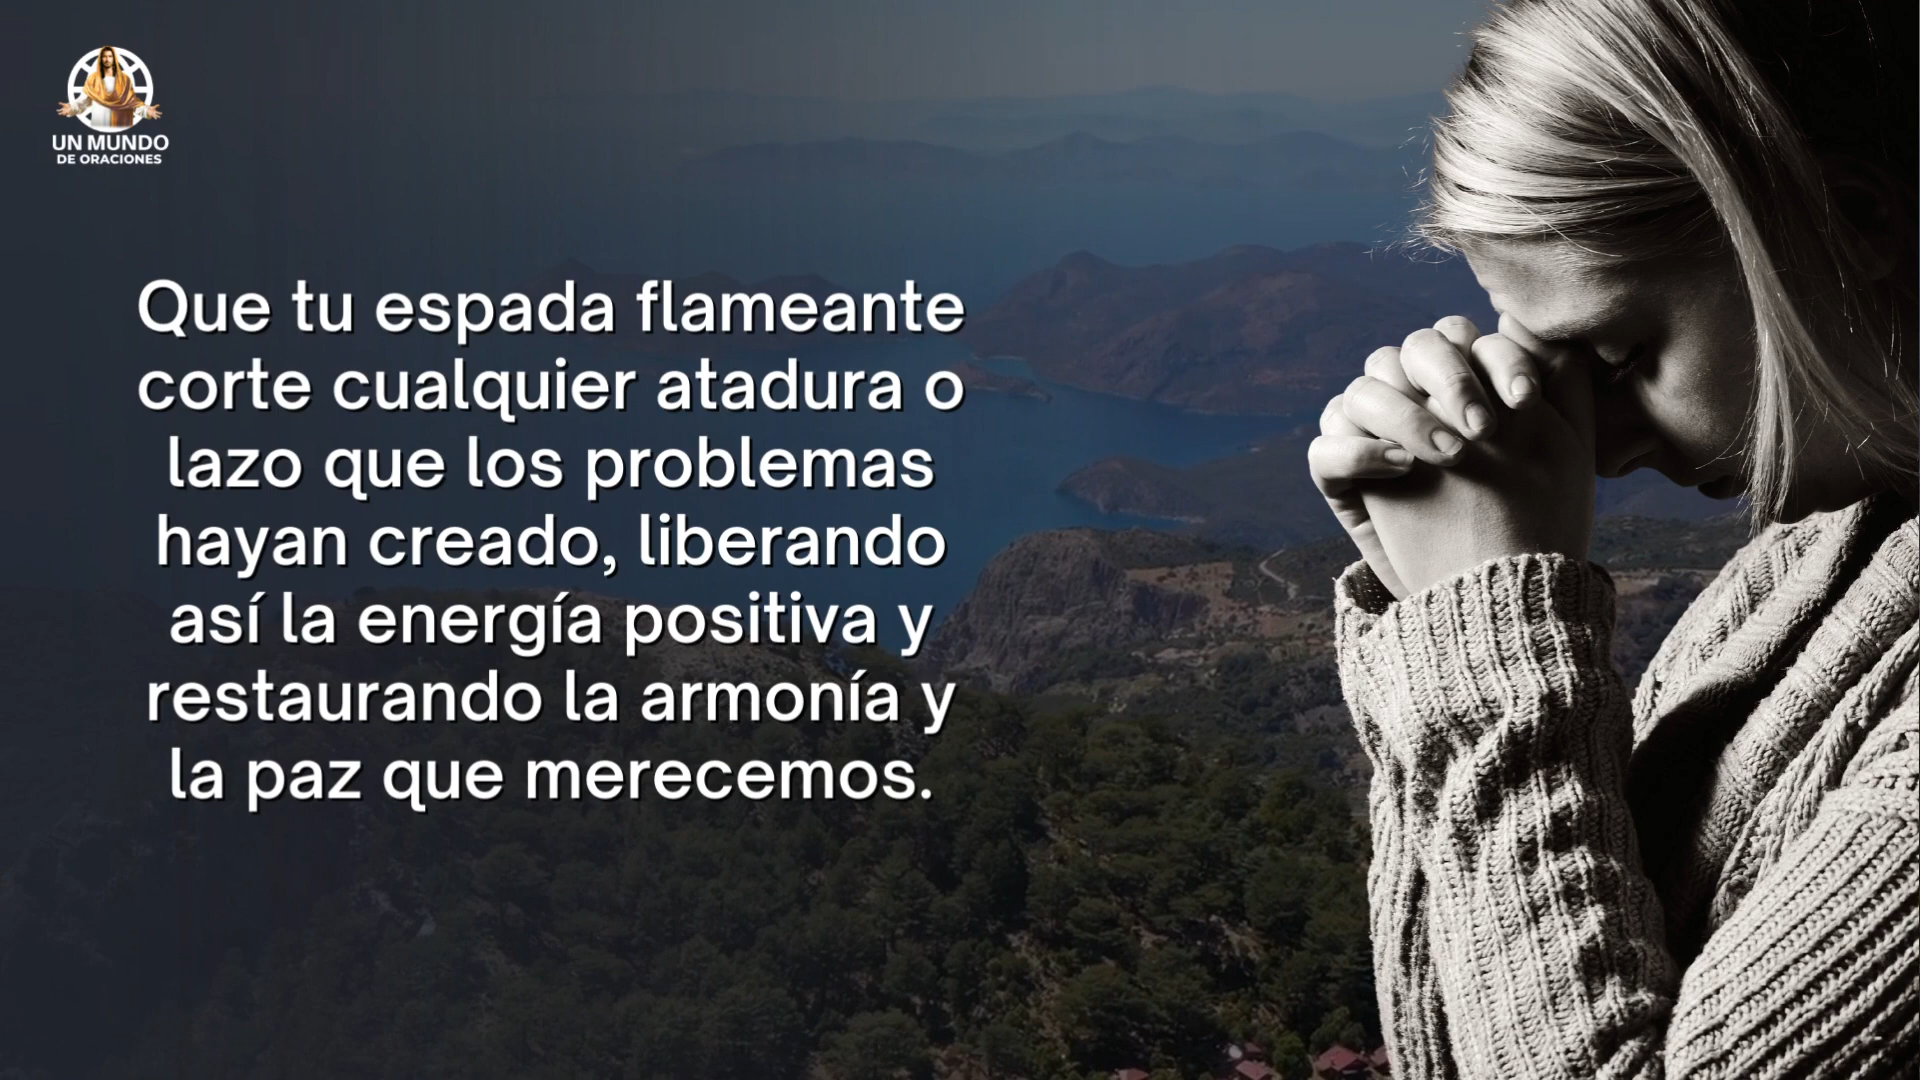 UN MUNDO
DE ORACIONES
Que tu espada flameante
corte cualquier atadura o
lazo que los problemas
hayan creado, liberando
así la energía positiva y
restaurando la armonía y
la paz que merecemos.